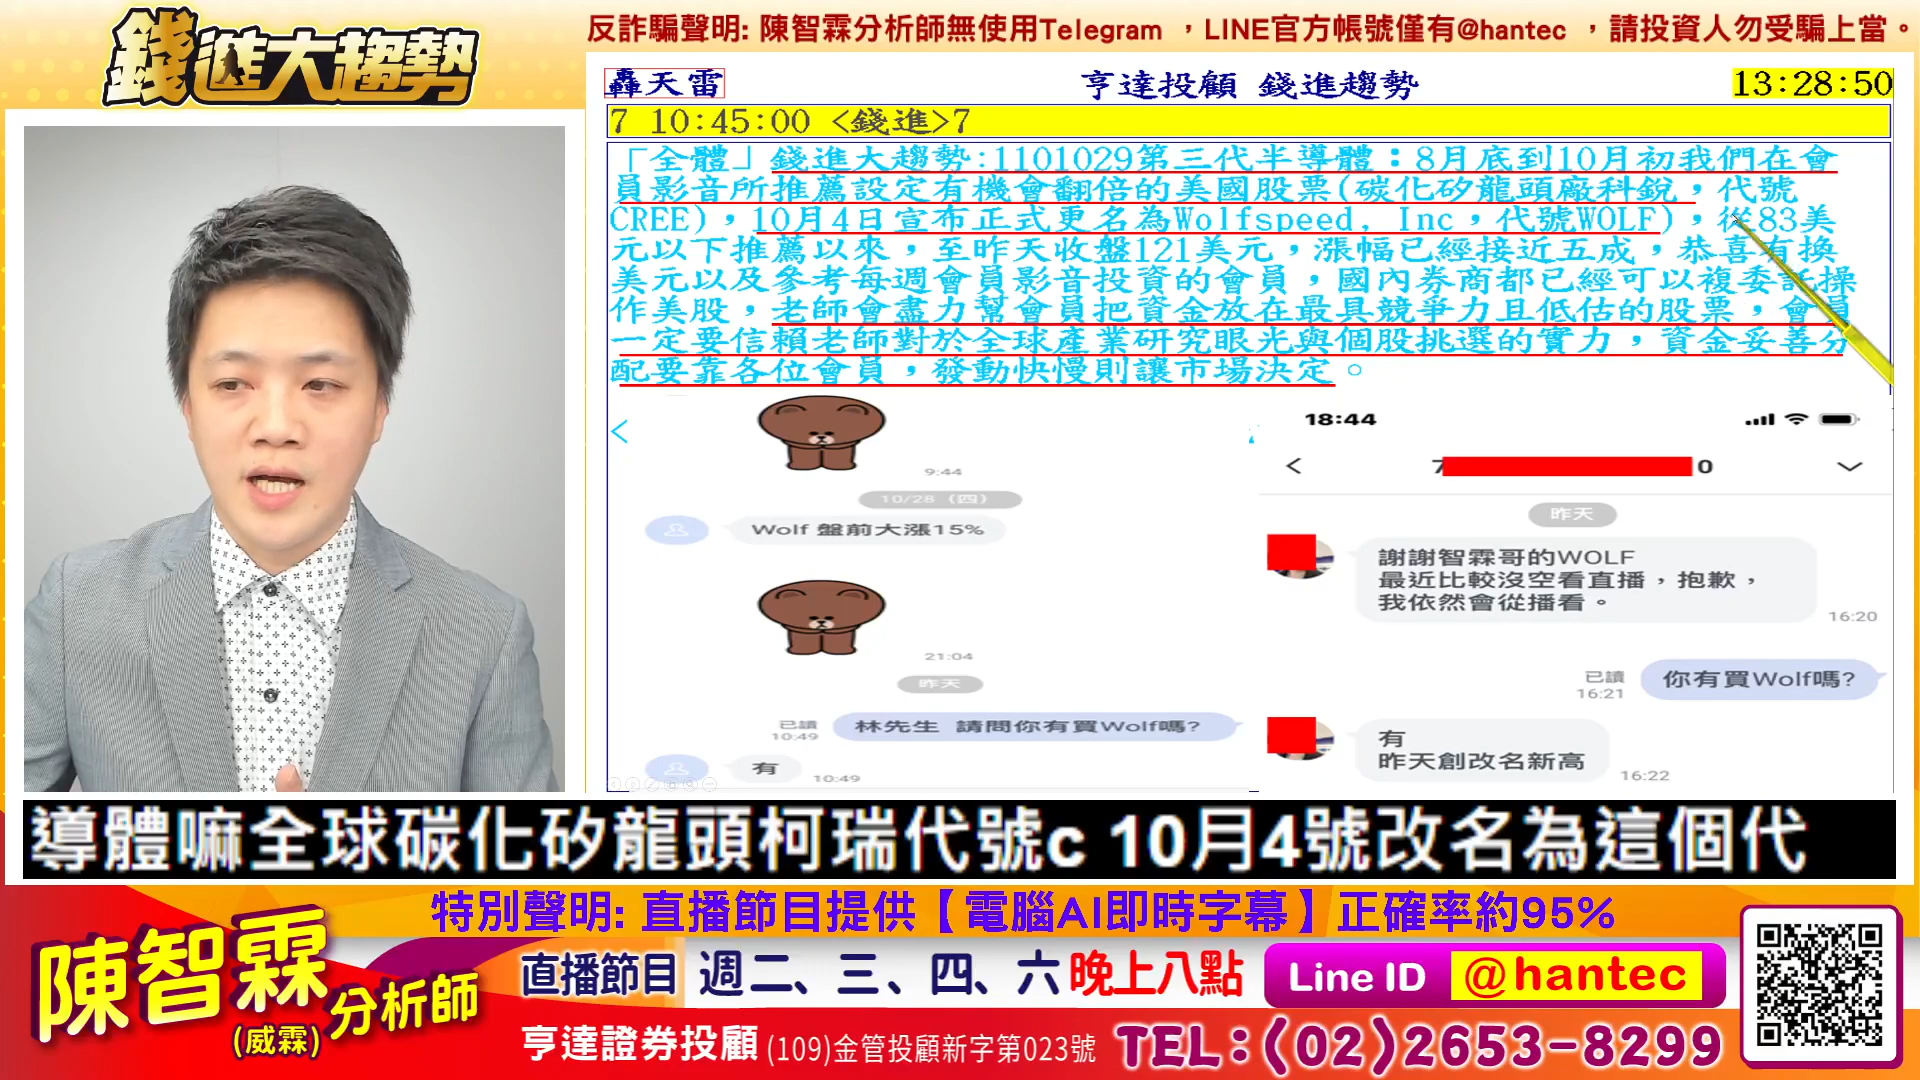 錢進大趨勢
反詐騙聲明: 陳智霖分析師無使用Telegram ，LINE官方帳號僅有@hantec ，請投資人勿受騙上當。
轟天雷 亨達投顧 錢進趨勢 13:28:50
7 10:45:00 <錢進>7
「全體」錢進大趨勢:1101029第三代半導體：8月底到10月初我們在會
員影音所推薦設定有機會翻倍的美國股票(碳化矽龍頭廠科銳，代號
CREE)，10月4日宣布正式更名為Wolfspeed, Inc，代號WOLF)，從83美
元以下推薦以來，至昨天收盤121美元，漲幅已經接近五成，恭喜有換
美元以及參考每週會員影音投資的會員，國內券商都已經可以複委託操
作美股，老師會盡力幫會員把資金放在最具競爭力且低估的股票，會員
一定要信賴老師對於全球產業研究眼光與個股挑選的實力，資金妥善分
配要靠各位會員，發動快慢則讓市場決定。
9:44
10/28 (四)
Wolf 盤前大漲15%
21:04
昨天
林先生 請問你有買Wolf嗎?
已讀
10:49
有
10:49
18:44
7 0
昨天
謝謝智霖哥的WOLF
最近比較沒空看直播，抱歉，
我依然會從播看。
16:20
你有買Wolf嗎?
已讀
16:21
有
昨天創改名新高
16:22
導體嘛全球碳化矽龍頭柯瑞代號c 10月4號改名為這個代
特別聲明: 直播節目提供【電腦AI即時字幕】正確率約95%
陳智霖分析師
(威霖)
直播節目 週二、三、四、六晚上八點 Line ID @hantec
亨達證券投顧 (109)金管投顧新字第023號 TEL:(02)2653-8299